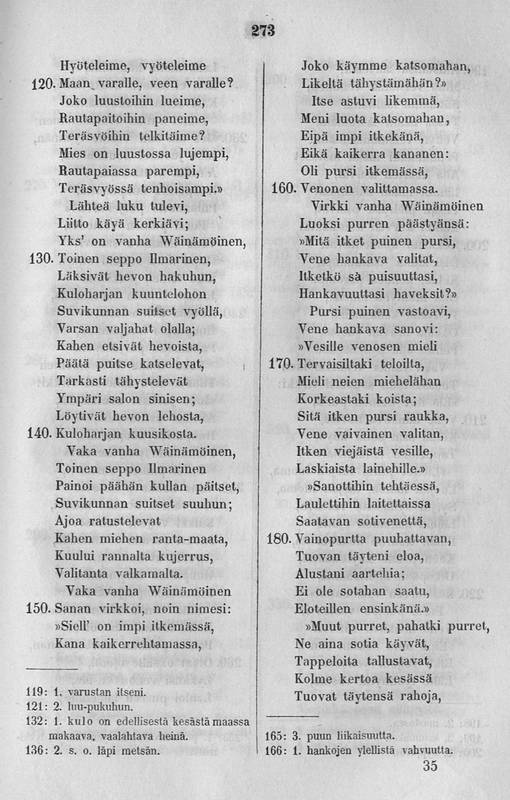 273
Hyöteleime, vyöteleime
120. Maan varalle, veen varalle?
Joko luustoihin lueime,
Rautapaitoihin paneime,
Teräsvöihin telkitäime?
Mies on luustossa lujempi,
Rautapaiassa parempi,
Teräsvyössä tenhoisampi.»
Lähteä luku tulevi,
Liitto käyä kerkiävi;
Yks' on vanha Wäinämöinen,
130. Toinen seppo Ilmarinen,
Läksivät hevon hakuhun,
Kuloharjan kuuntelohon
Suvikunnan suitset vyöllä,
Varsan valjahat olalla;
Kahen etsivät hevoista,
Päätä puitse katselevat,
Tarkasti tähystelevät
Ympäri salon sinisen;
Löytivät hevon lehosta,
140. Kuloharjan kuusikosta.
Vaka vanha Wäinämöinen,
Toinen seppo Ilmarinen
Painoi päähän kullan päitset,
Suvikunnan suitset suuhun;
Ajoa ratustelevat
Kahen miehen ranta-maata,
Kuului rannalta kujerrus,
Valitanta valkamalta.
Vaka vanha Wäinämöinen
150. Sanan virkkoi, noin nimesi:
»Siell' on impi itkemässä,
Kana kaikerrehtamassa,
119: 1. varustan itseni.
121: 2. luu-pukuhun.
132: 1. kulo on edellisestä kesästä maassa
makaava, vaalahtava heinä.
136: 2. s. o. läpi metsän.
Joko käymme katsomahan,
Likeltä tähystämähän?»
Itse astuvi likemmä,
Meni luota katsomahan,
Eipä impi itkekänä,
Eikä kaikerra kananen:
Oli pursi itkemässä,
160. Venonen valittamassa.
Virkki vanha Wäinämöinen
Luoksi purren päästyänsä:
»Mitä itket puinen pursi,
Vene hankava valitat,
Itketkö sä puisuuttasi,
Hankavuuttasi haveksit?»
Pursi puinen vastoavi,
Vene hankava sanovi:
»Vesille venosen mieli
170. Tervaisiltaki teloilta,
Mieli neien miehelähan
Korkeastaki koista;
Sitä itken pursi raukka,
Vene vaivainen valitan,
Itken viejäistä vesille,
Laskiaista lainehille.»
»Sanottihin tehtäessä,
Laulettihin laitettaissa
Saatavan sotivenettä,
180. Vainopurtta puuhattavan,
Tuovan täyteni eloa,
Alustani aartehia;
Ei ole sotahan saatu,
Eloteillen ensinkänä.»
»Muut purret, pahatki purret,
Ne aina sotia käyvät,
Tappeloita tallustavat,
Kolme kertoa kesässä
Tuovat täytensä rahoja,
165: 3. puun liikaisuutta.
166: 1. hankojen ylellistä vahvuutta.
35